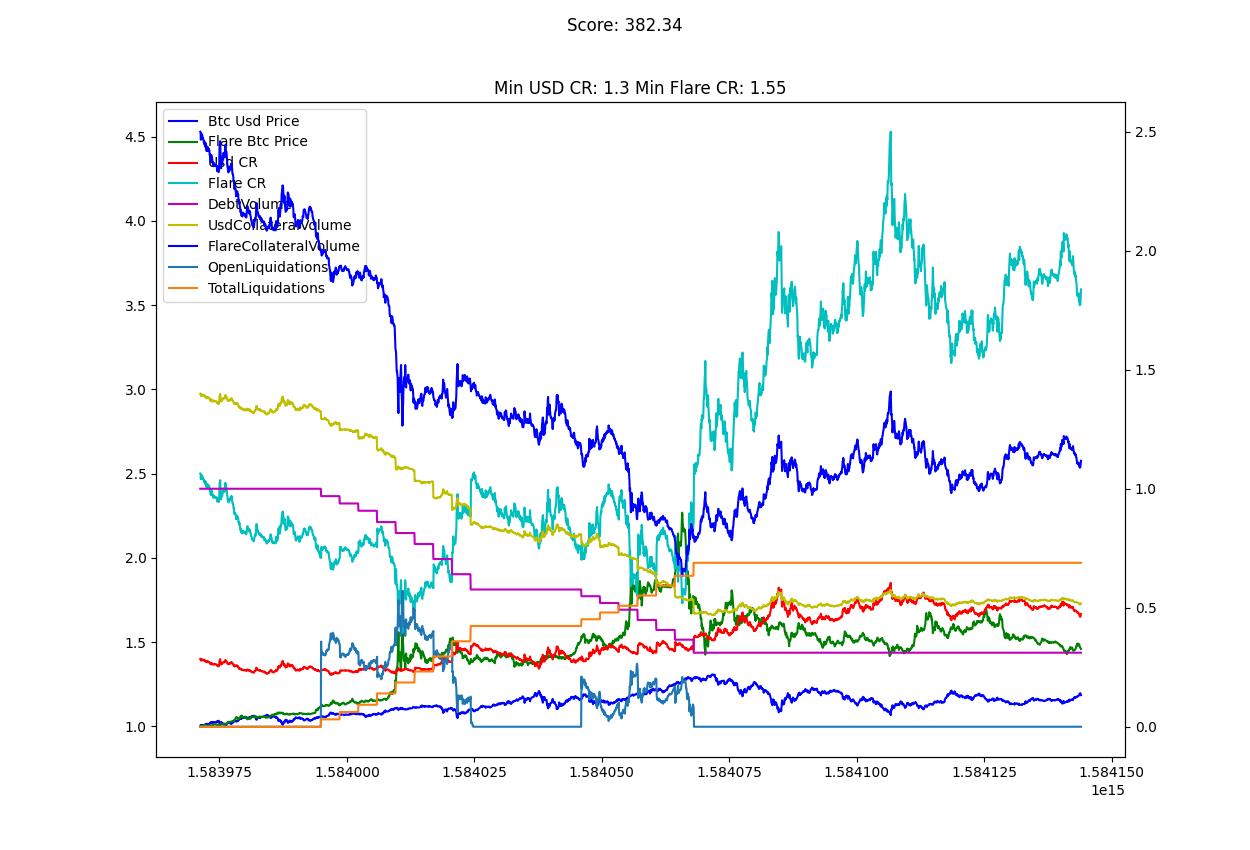 Score: 382.34
Min USD CR: 1.3 Min Flare CR: 1.55
Btc Usd Price
Flare Btc Price
Usd CR
Flare CR
DebtVolume
UsdCollateralVolume
FlareCollateralVolume
OpenLiquidations
TotalLiquidations
4.5
4.0
3.5
3.0
2.5
2.0
1.5
1.0
2.5
2.0
1.5
1.0
0.5
0.0
1.583975 1.584000 1.584025 1.584050 1.584075 1.584100 1.584125 1.584150
1e15